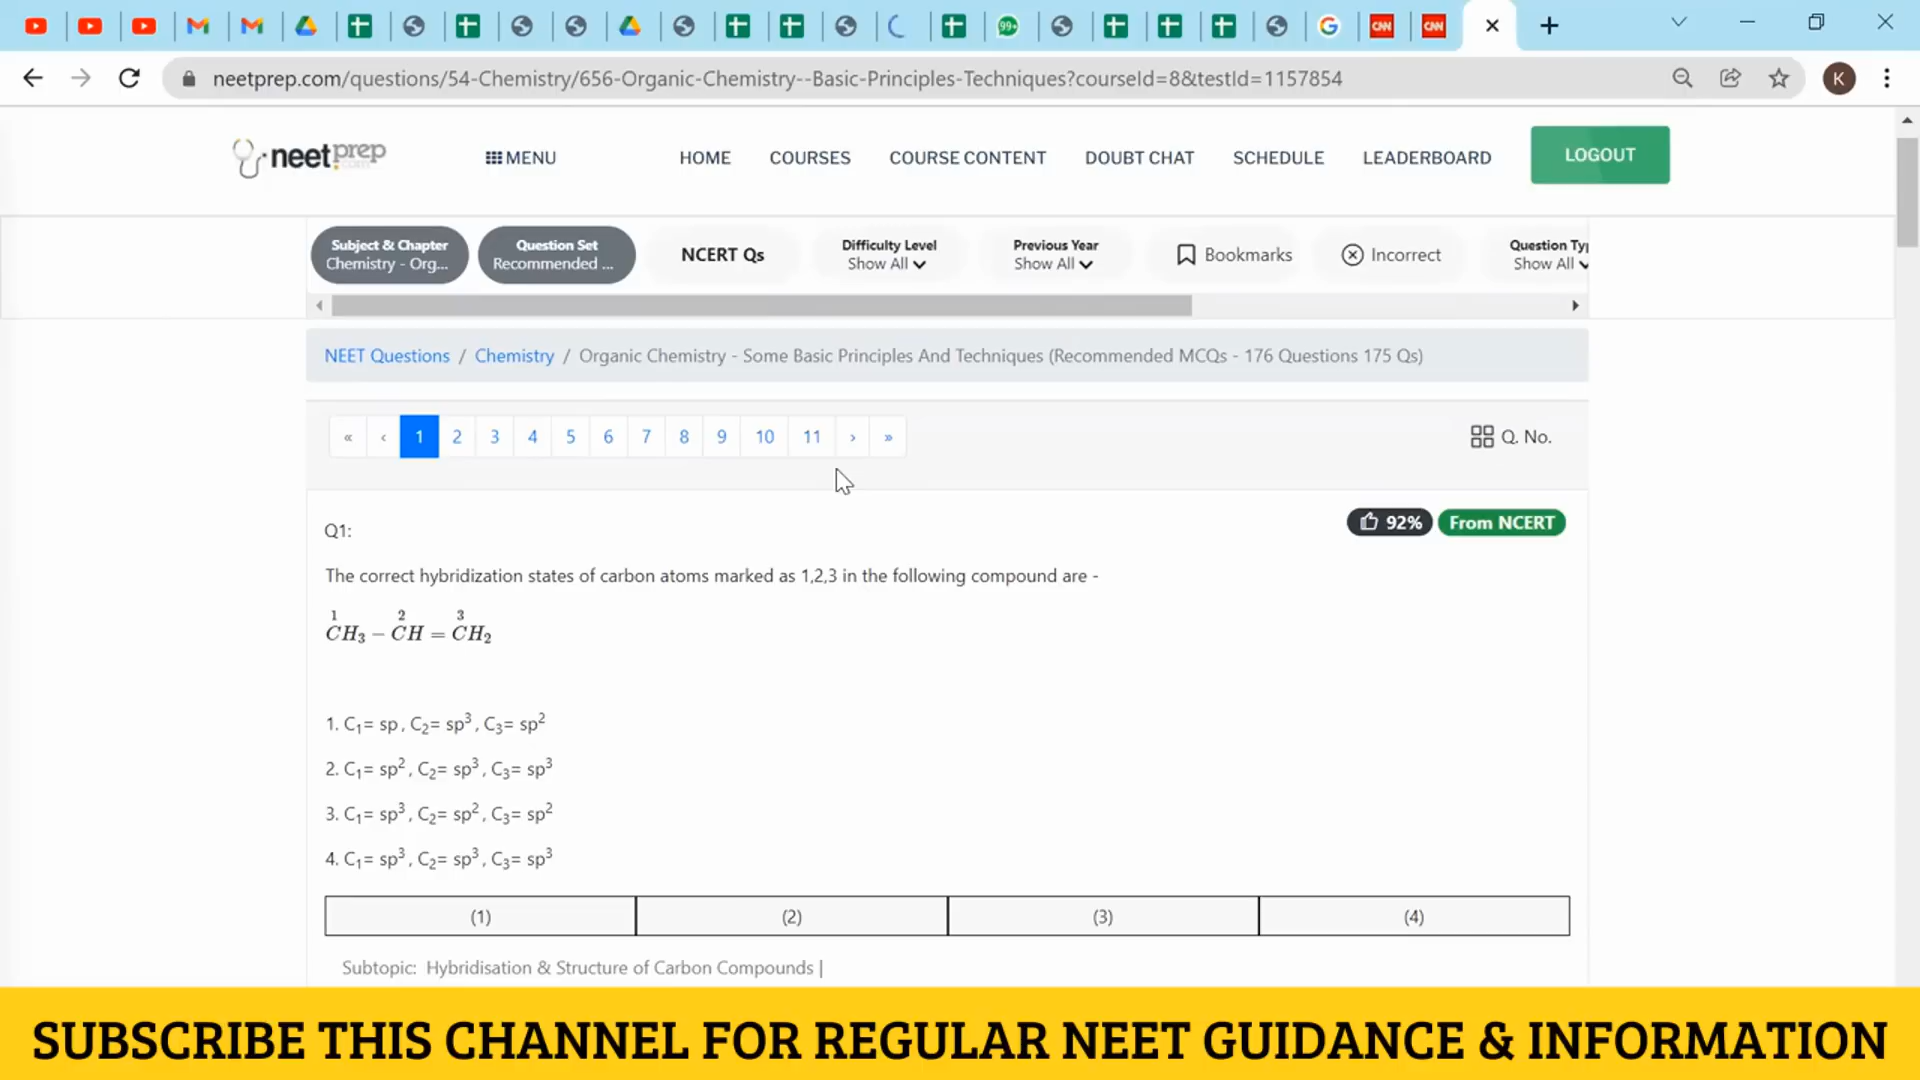 99+
CNN
CNN
neetprep.com/questions/54-Chemistry/656-Organic-Chemistry--Basic-Principles-Techniques?courseId=8&testId=1157854
K
neetprep
.com
MENU
HOME
COURSES
COURSE CONTENT
DOUBT CHAT
SCHEDULE
LEADERBOARD
LOGOUT
Subject & Chapter
Chemistry - Org...
Question Set
Recommended ...
NCERT Qs
Difficulty Level
Show All
Previous Year
Show All
Bookmarks
Incorrect
Question Typ
Show All
NEET Questions / Chemistry / Organic Chemistry - Some Basic Principles And Techniques (Recommended MCQs - 176 Questions 175 Qs)
« ‹ 1 2 3 4 5 6 7 8 9 10 11 › »
Q. No.
Q1:
92%
From NCERT
The correct hybridization states of carbon atoms marked as 1,2,3 in the following compound are -
1 2 3
CH₃ − CH = CH₂
1. C₁= sp , C₂= sp³ , C₃= sp²
2. C₁= sp² , C₂= sp³ , C₃= sp³
3. C₁= sp³ , C₂= sp² , C₃= sp²
4. C₁= sp³ , C₂= sp³ , C₃= sp³
(1) (2) (3) (4)
Subtopic: Hybridisation & Structure of Carbon Compounds |
SUBSCRIBE THIS CHANNEL FOR REGULAR NEET GUIDANCE & INFORMATION